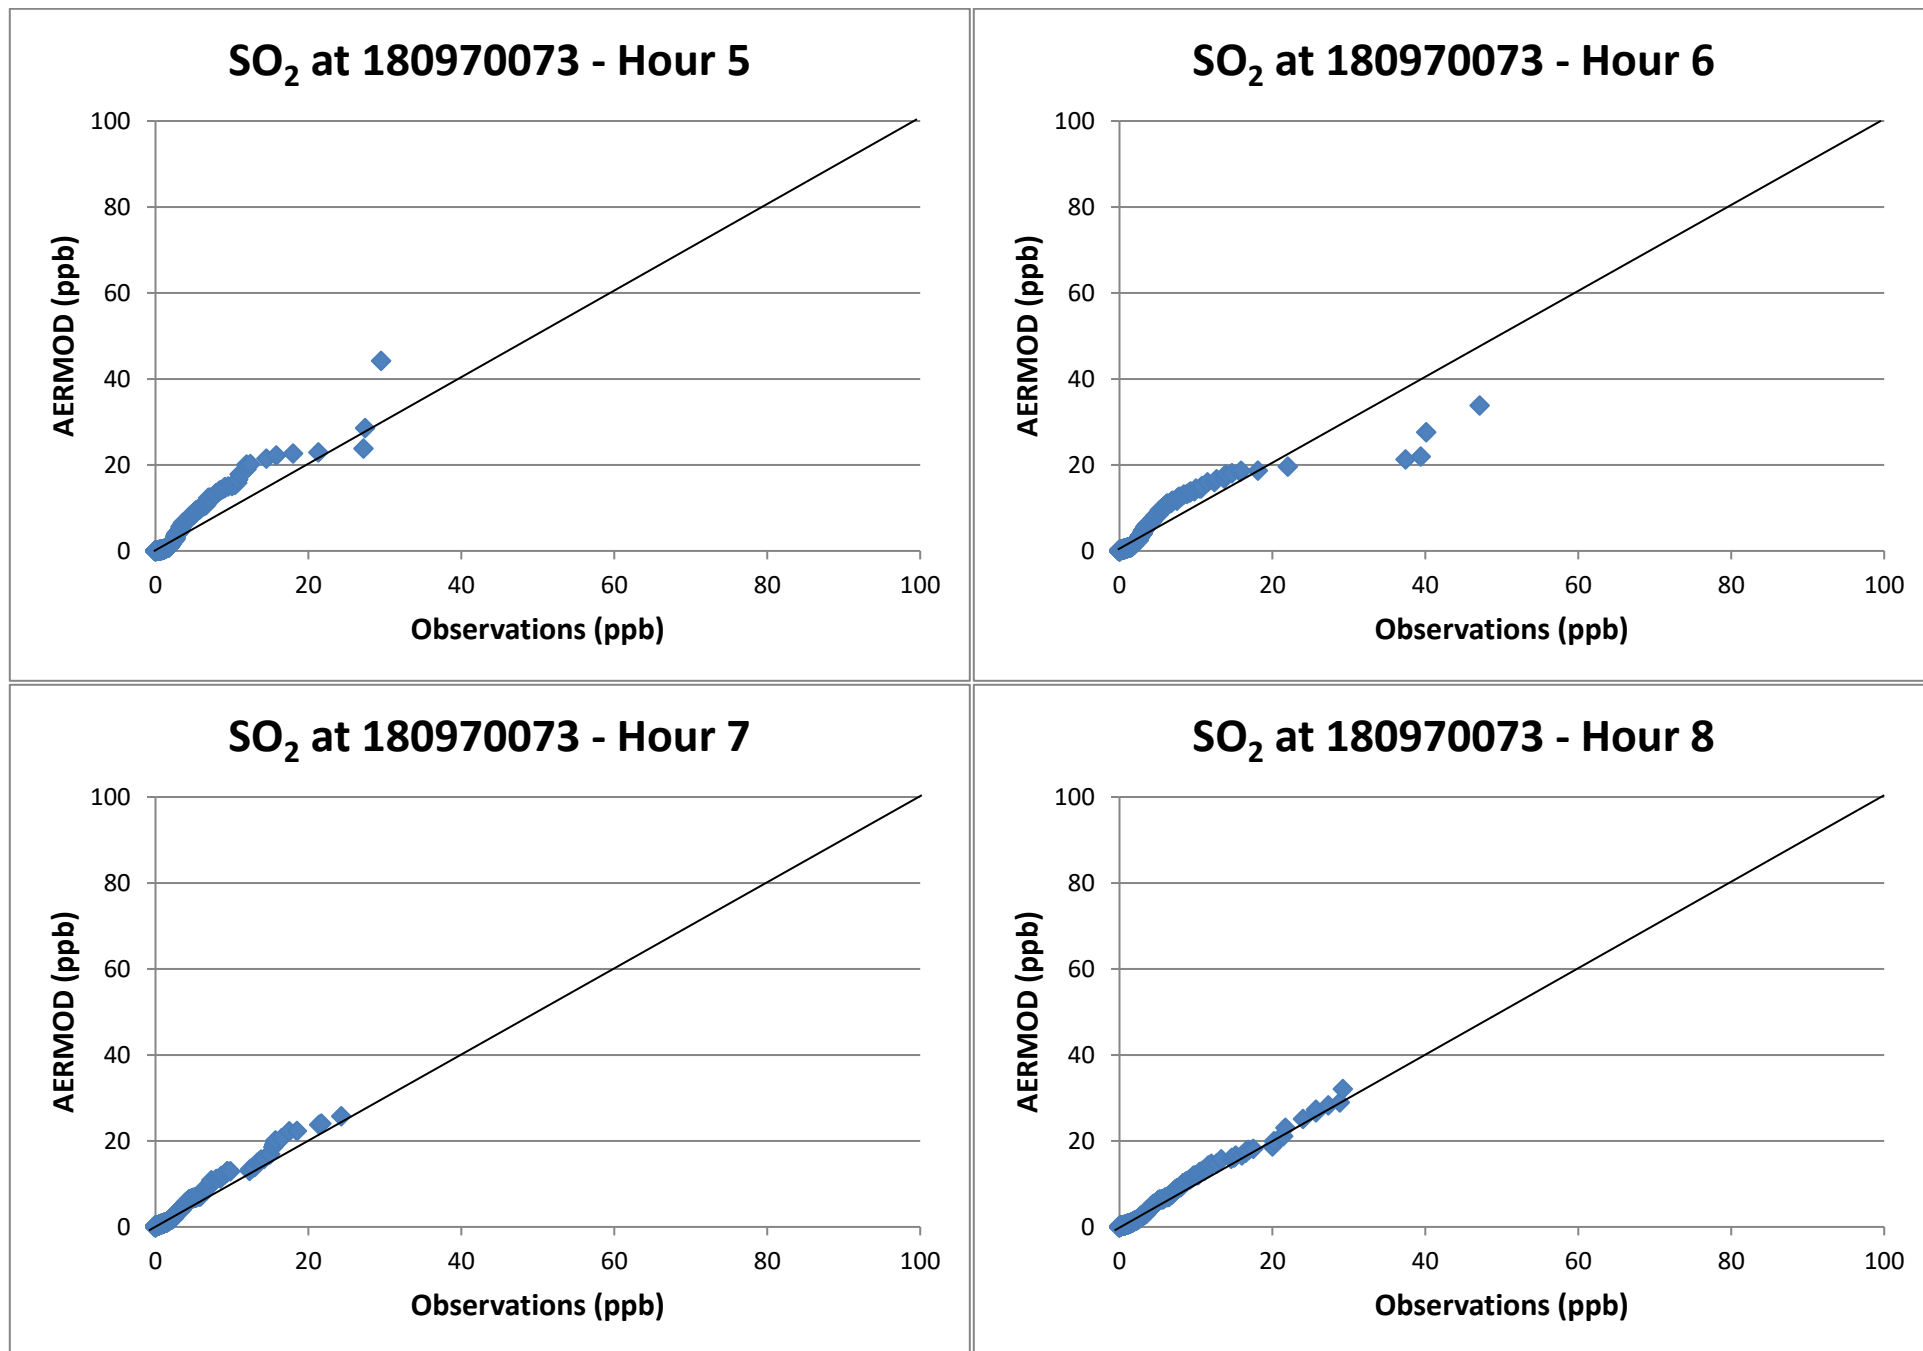 SO₂ at 180970073 - Hour 5
100
80
60
40
20
0
AERMOD (ppb)
0 20 40 60 80 100
Observations (ppb)
SO₂ at 180970073 - Hour 6
100
80
60
40
20
0
AERMOD (ppb)
0 20 40 60 80 100
Observations (ppb)
SO₂ at 180970073 - Hour 7
100
80
60
40
20
0
AERMOD (ppb)
0 20 40 60 80 100
Observations (ppb)
SO₂ at 180970073 - Hour 8
100
80
60
40
20
0
AERMOD (ppb)
0 20 40 60 80 100
Observations (ppb)